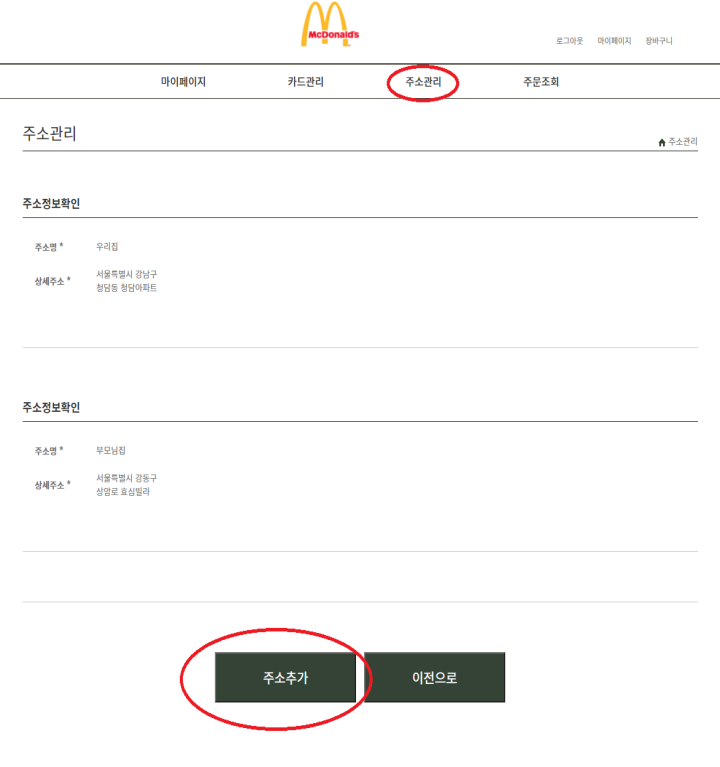 McDonald's
로그아웃 마이페이지 장바구니
마이페이지 카드관리 주소관리 주문조회
주소관리
주소관리
주소정보확인
주소명 * 우리집
상세주소 * 서울특별시 강남구
청담동 청담아파트
주소정보확인
주소명 * 부모님집
상세주소 * 서울특별시 강동구
상암로 효삼빌라
주소추가 이전으로